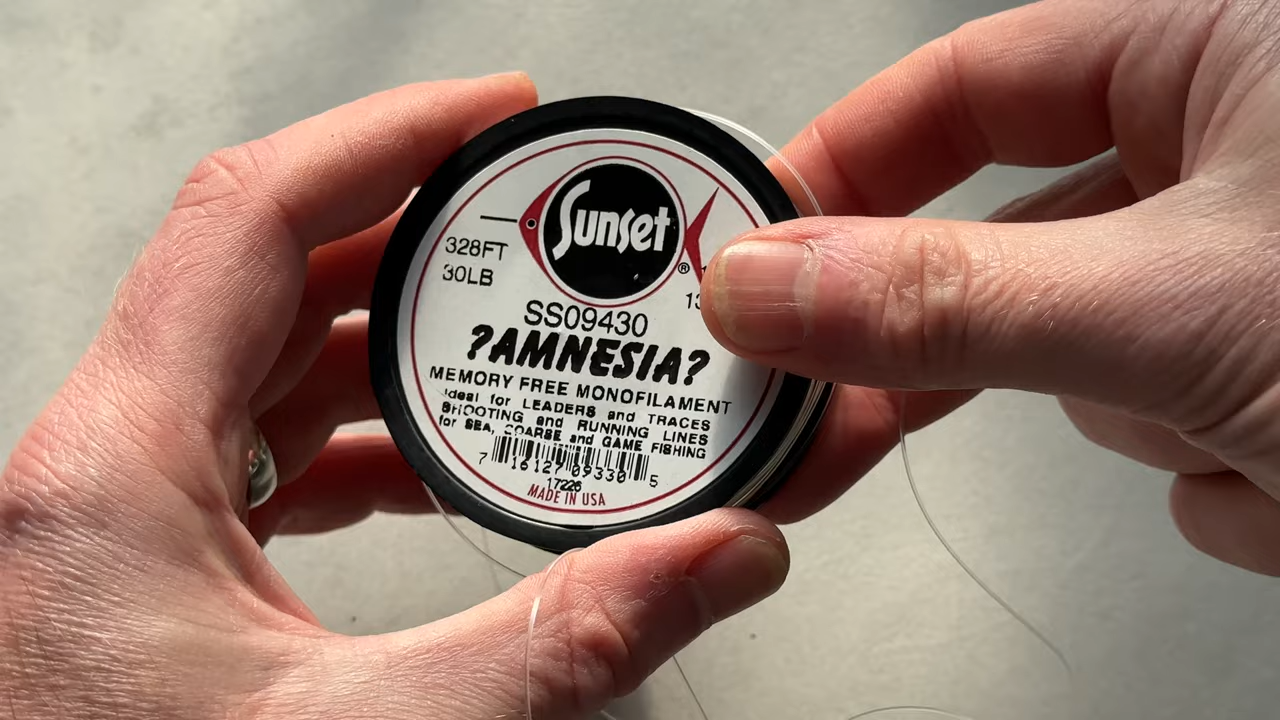 Sunset
®
328FT
30LB
SS09430
?AMNESIA?
MEMORY FREE MONOFILAMENT
Ideal for LEADERS and TRACES
SHOOTING and RUNNING LINES
for SEA, COARSE and GAME FISHING
7 16127 09330 5
17226
MADE IN USA